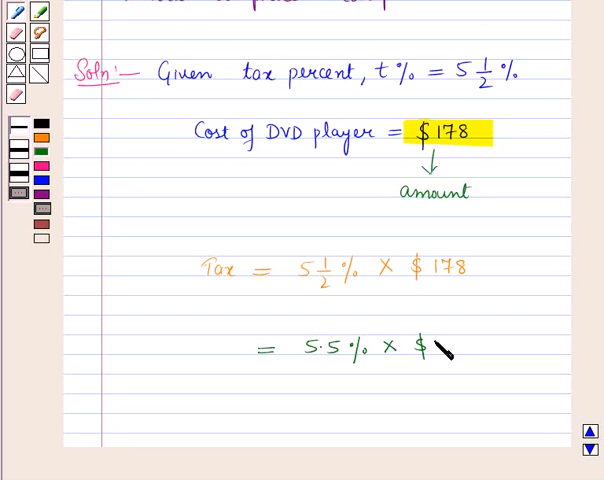 Soln:- Given tax percent, t% = 5 1/2 %
Cost of DVD player = $178
↓
amount
Tax = 5 1/2 % × $178
= 5.5% × $